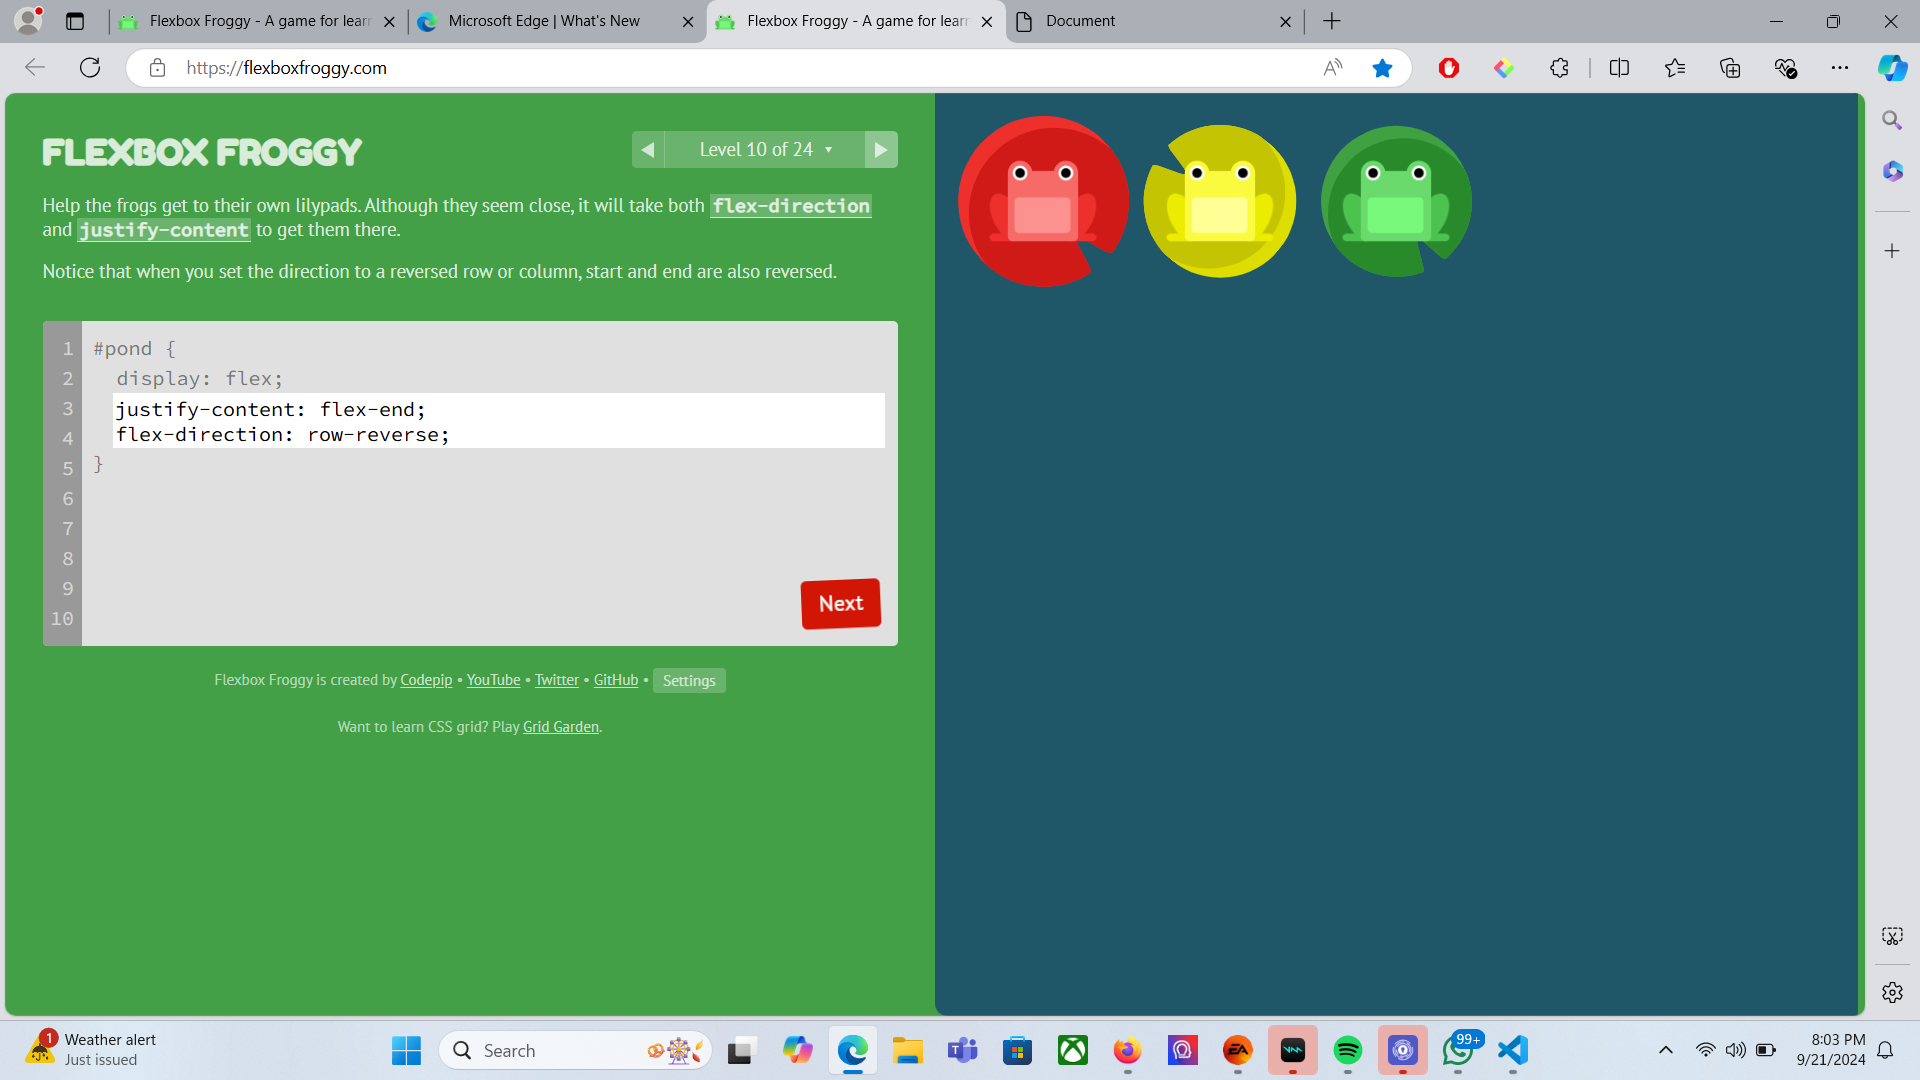 Flexbox Froggy - A game for learn
Microsoft Edge | What's New
Flexbox Froggy - A game for learn
Document
https://flexboxfroggy.com
FLEXBOX FROGGY
Level 10 of 24
Help the frogs get to their own lilypads. Although they seem close, it will take both flex-direction
and justify-content to get them there.
Notice that when you set the direction to a reversed row or column, start and end are also reversed.
1 #pond {
2 display: flex;
3 justify-content: flex-end;
4 flex-direction: row-reverse;
5 }
6
7
8
9
10
Next
Flexbox Froggy is created by Codepip • YouTube • Twitter • GitHub • Settings
Want to learn CSS grid? Play Grid Garden.
1
Weather alert
Just issued
Search
EA
99+
8:03 PM
9/21/2024